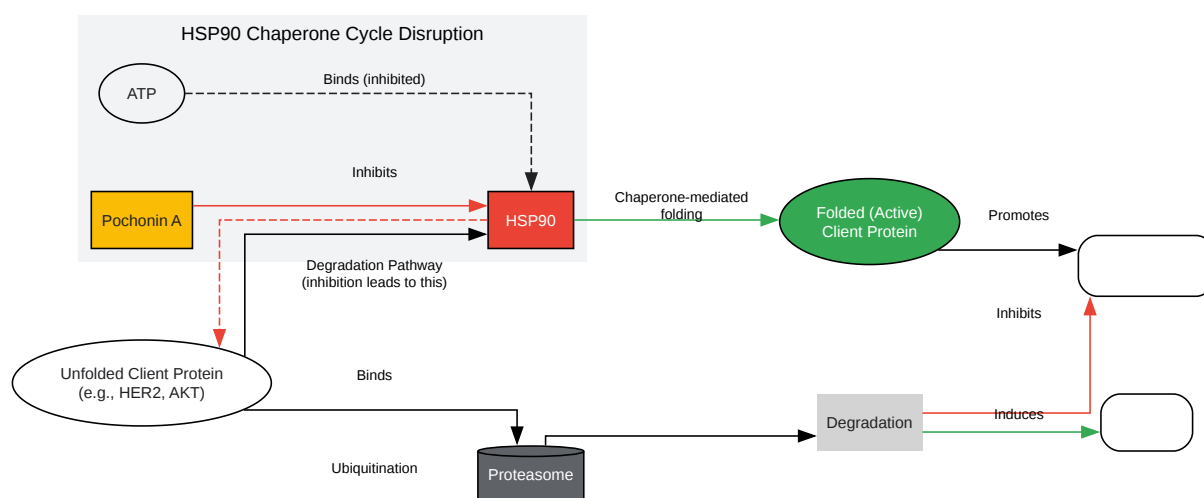 HSP90 Chaperone Cycle Disruption
ATP
Binds (inhibited)
Inhibits
Pochonin A
HSP90
Chaperone-mediated
folding
Folded (Active)
Client Protein
Promotes
Degradation Pathway
(inhibition leads to this)
Inhibits
Unfolded Client Protein
(e.g., HER2, AKT)
Binds
Induces
Degradation
Ubiquitination
Proteasome